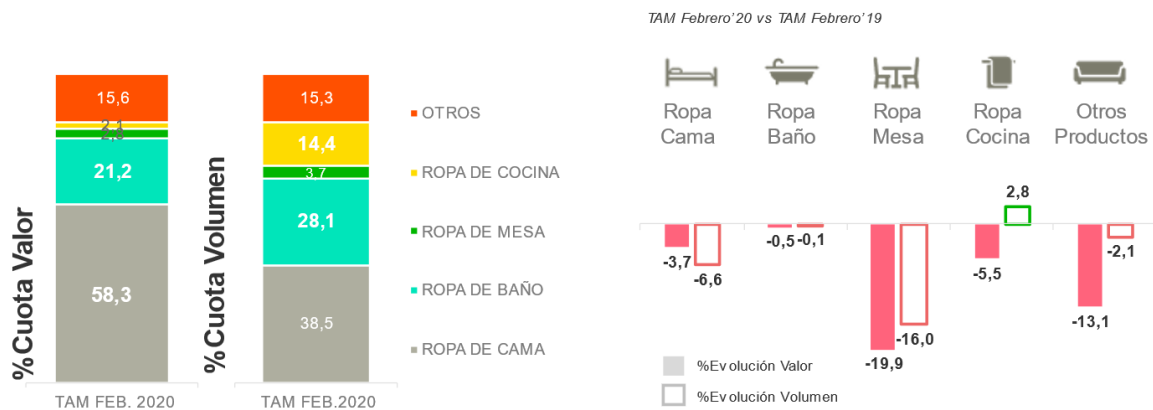 %Cuota Valor
15,6
2,1
2,8
21,2
58,3
TAM FEB. 2020
%Cuota Volumen
15,3
14,4
3,7
28,1
38,5
TAM FEB.2020
OTROS
ROPA DE COCINA
ROPA DE MESA
ROPA DE BAÑO
ROPA DE CAMA
TAM Febrero'20 vs TAM Febrero'19
Ropa Cama
Ropa Baño
Ropa Mesa
Ropa Cocina
Otros Productos
-3,7
-6,6
-0,5
-0,1
-19,9
-16,0
-5,5
2,8
-13,1
-2,1
%Evolución Valor
%Evolución Volumen